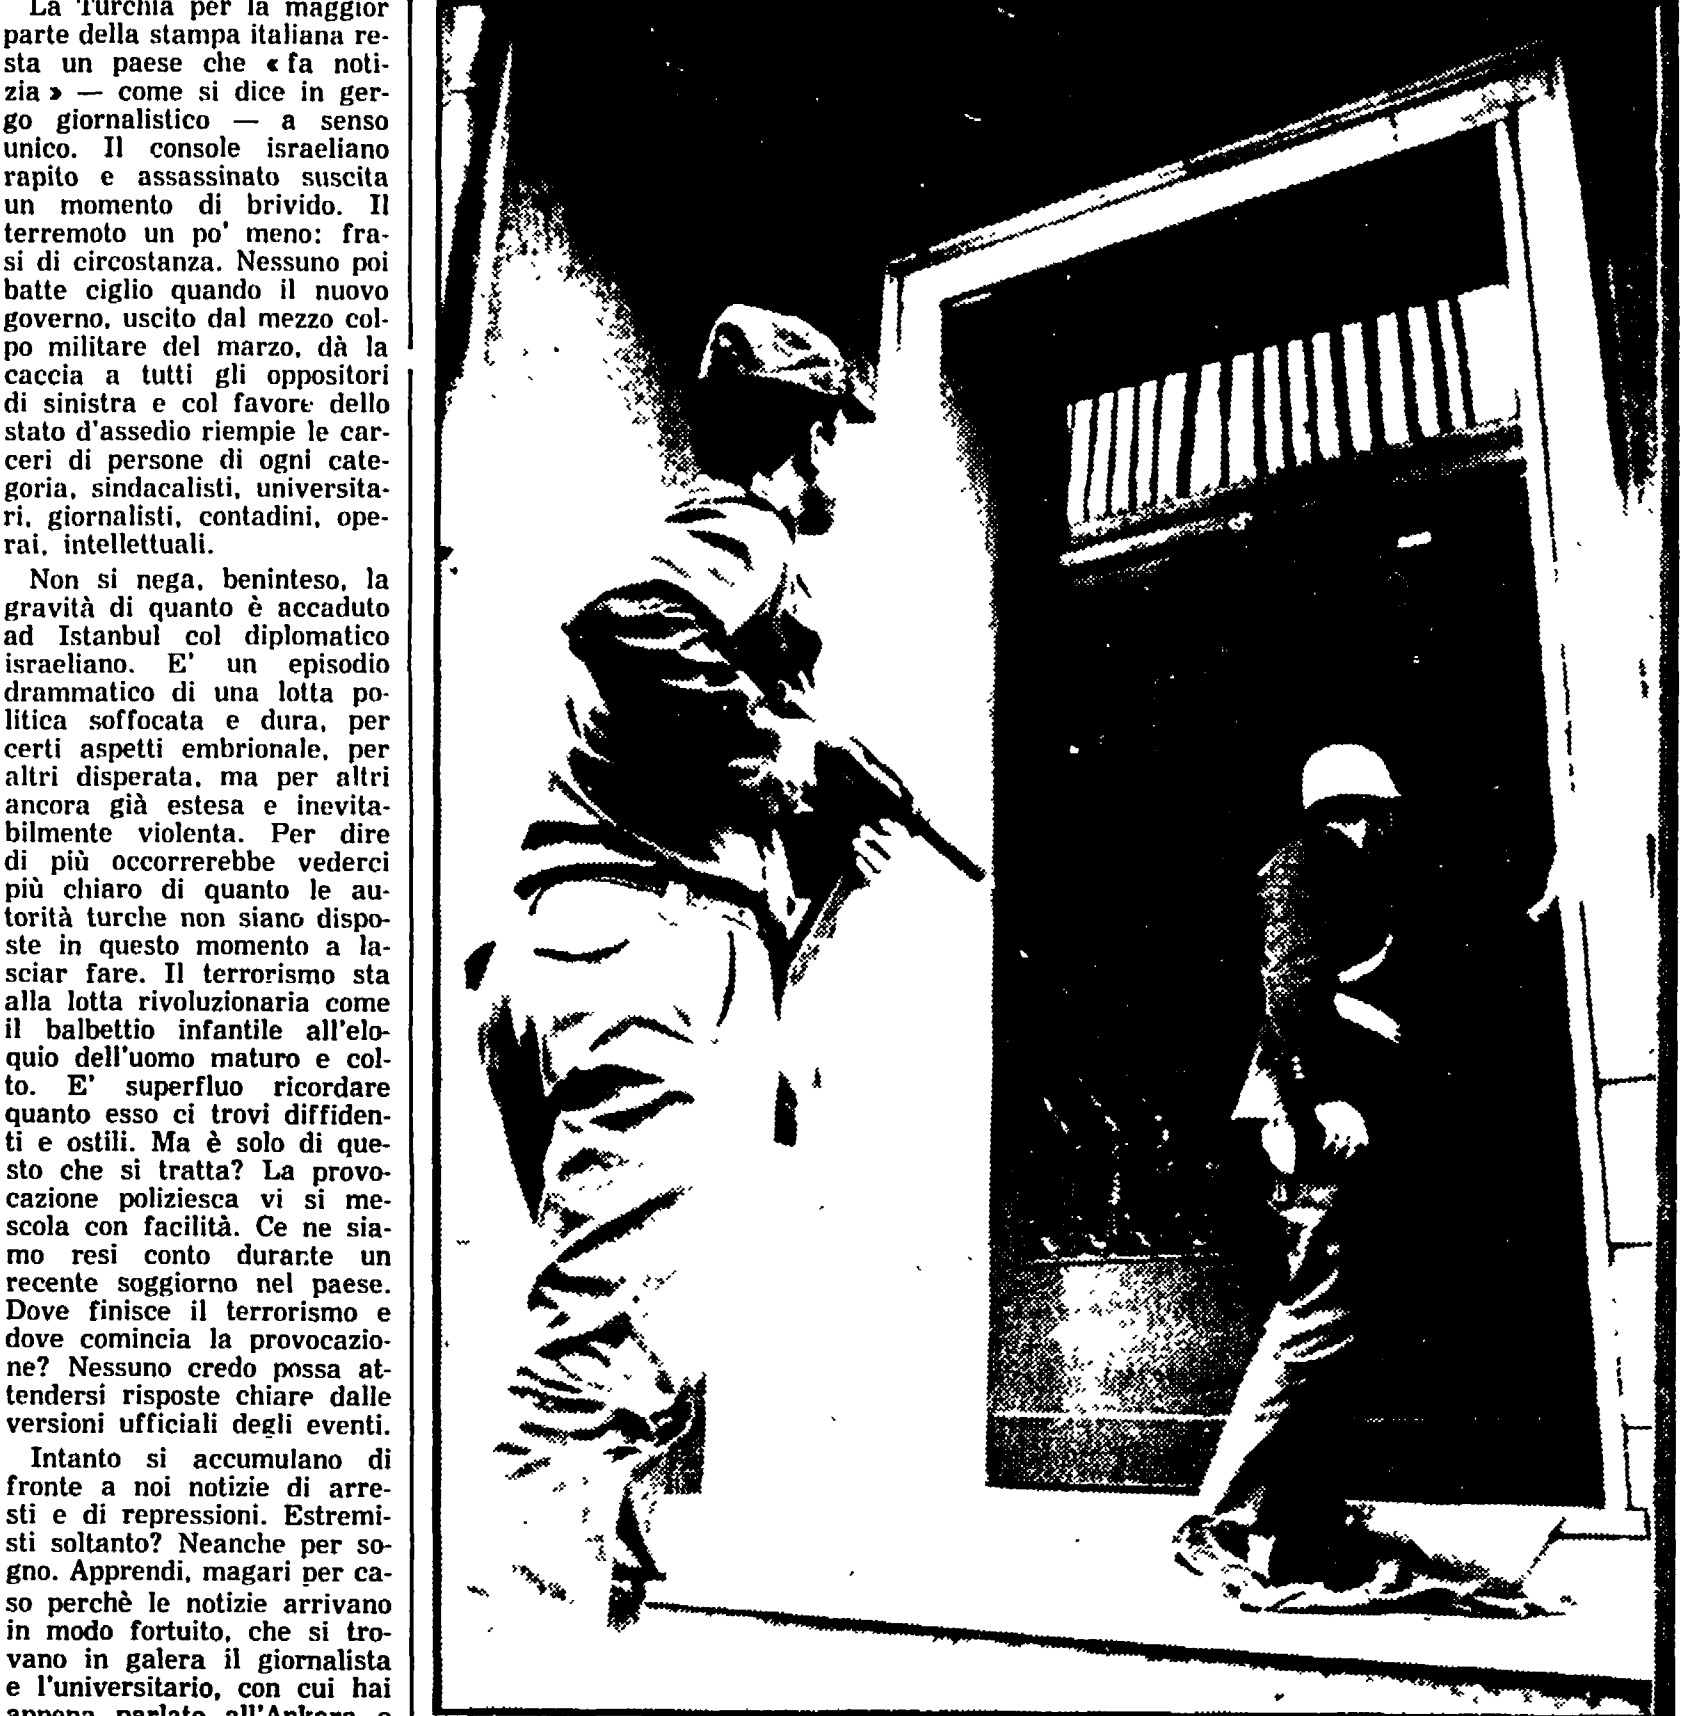 La Turchia per la maggior
parte della stampa italiana re-
sta un paese che « fa noti-
zia » — come si dice in ger-
go giornalistico — a senso
unico. Il console israeliano
rapito e assassinato suscita
un momento di brivido. Il
terremoto un po' meno: fra-
si di circostanza. Nessuno poi
batte ciglio quando il nuovo
governo, uscito dal mezzo col-
po militare del marzo, dà la
caccia a tutti gli oppositori
di sinistra e col favore dello
stato d'assedio riempie le car-
ceri di persone di ogni cate-
goria, sindacalisti, universita-
ri, giornalisti, contadini, ope-
rai, intellettuali.
Non si nega, beninteso, la
gravità di quanto è accaduto
ad Istanbul col diplomatico
israeliano. E' un episodio
drammatico di una lotta po-
litica soffocata e dura, per
certi aspetti embrionale, per
altri disperata, ma per altri
ancora già estesa e inevita-
bilmente violenta. Per dire
di più occorrerebbe vederci
più chiaro di quanto le au-
torità turche non siano dispo-
ste in questo momento a la-
sciar fare. Il terrorismo sta
alla lotta rivoluzionaria come
il balbettio infantile all'elo-
quio dell'uomo maturo e col-
to. E' superfluo ricordare
quanto esso ci trovi diffiden-
ti e ostili. Ma è solo di que-
sto che si tratta? La provo-
cazione poliziesca vi si me-
scola con facilità. Ce ne sia-
mo resi conto durante un
recente soggiorno nel paese.
Dove finisce il terrorismo e
dove comincia la provocazio-
ne? Nessuno credo possa at-
tendersi risposte chiare dalle
versioni ufficiali degli eventi.
Intanto si accumulano di
fronte a noi notizie di arre-
sti e di repressioni. Estremi-
sti soltanto? Neanche per so-
gno. Apprendi, magari per ca-
so perchè le notizie arrivano
in modo fortuito, che si tro-
vano in galera il giornalista
e l'universitario, con cui hai
appena parlato all'Ankara o